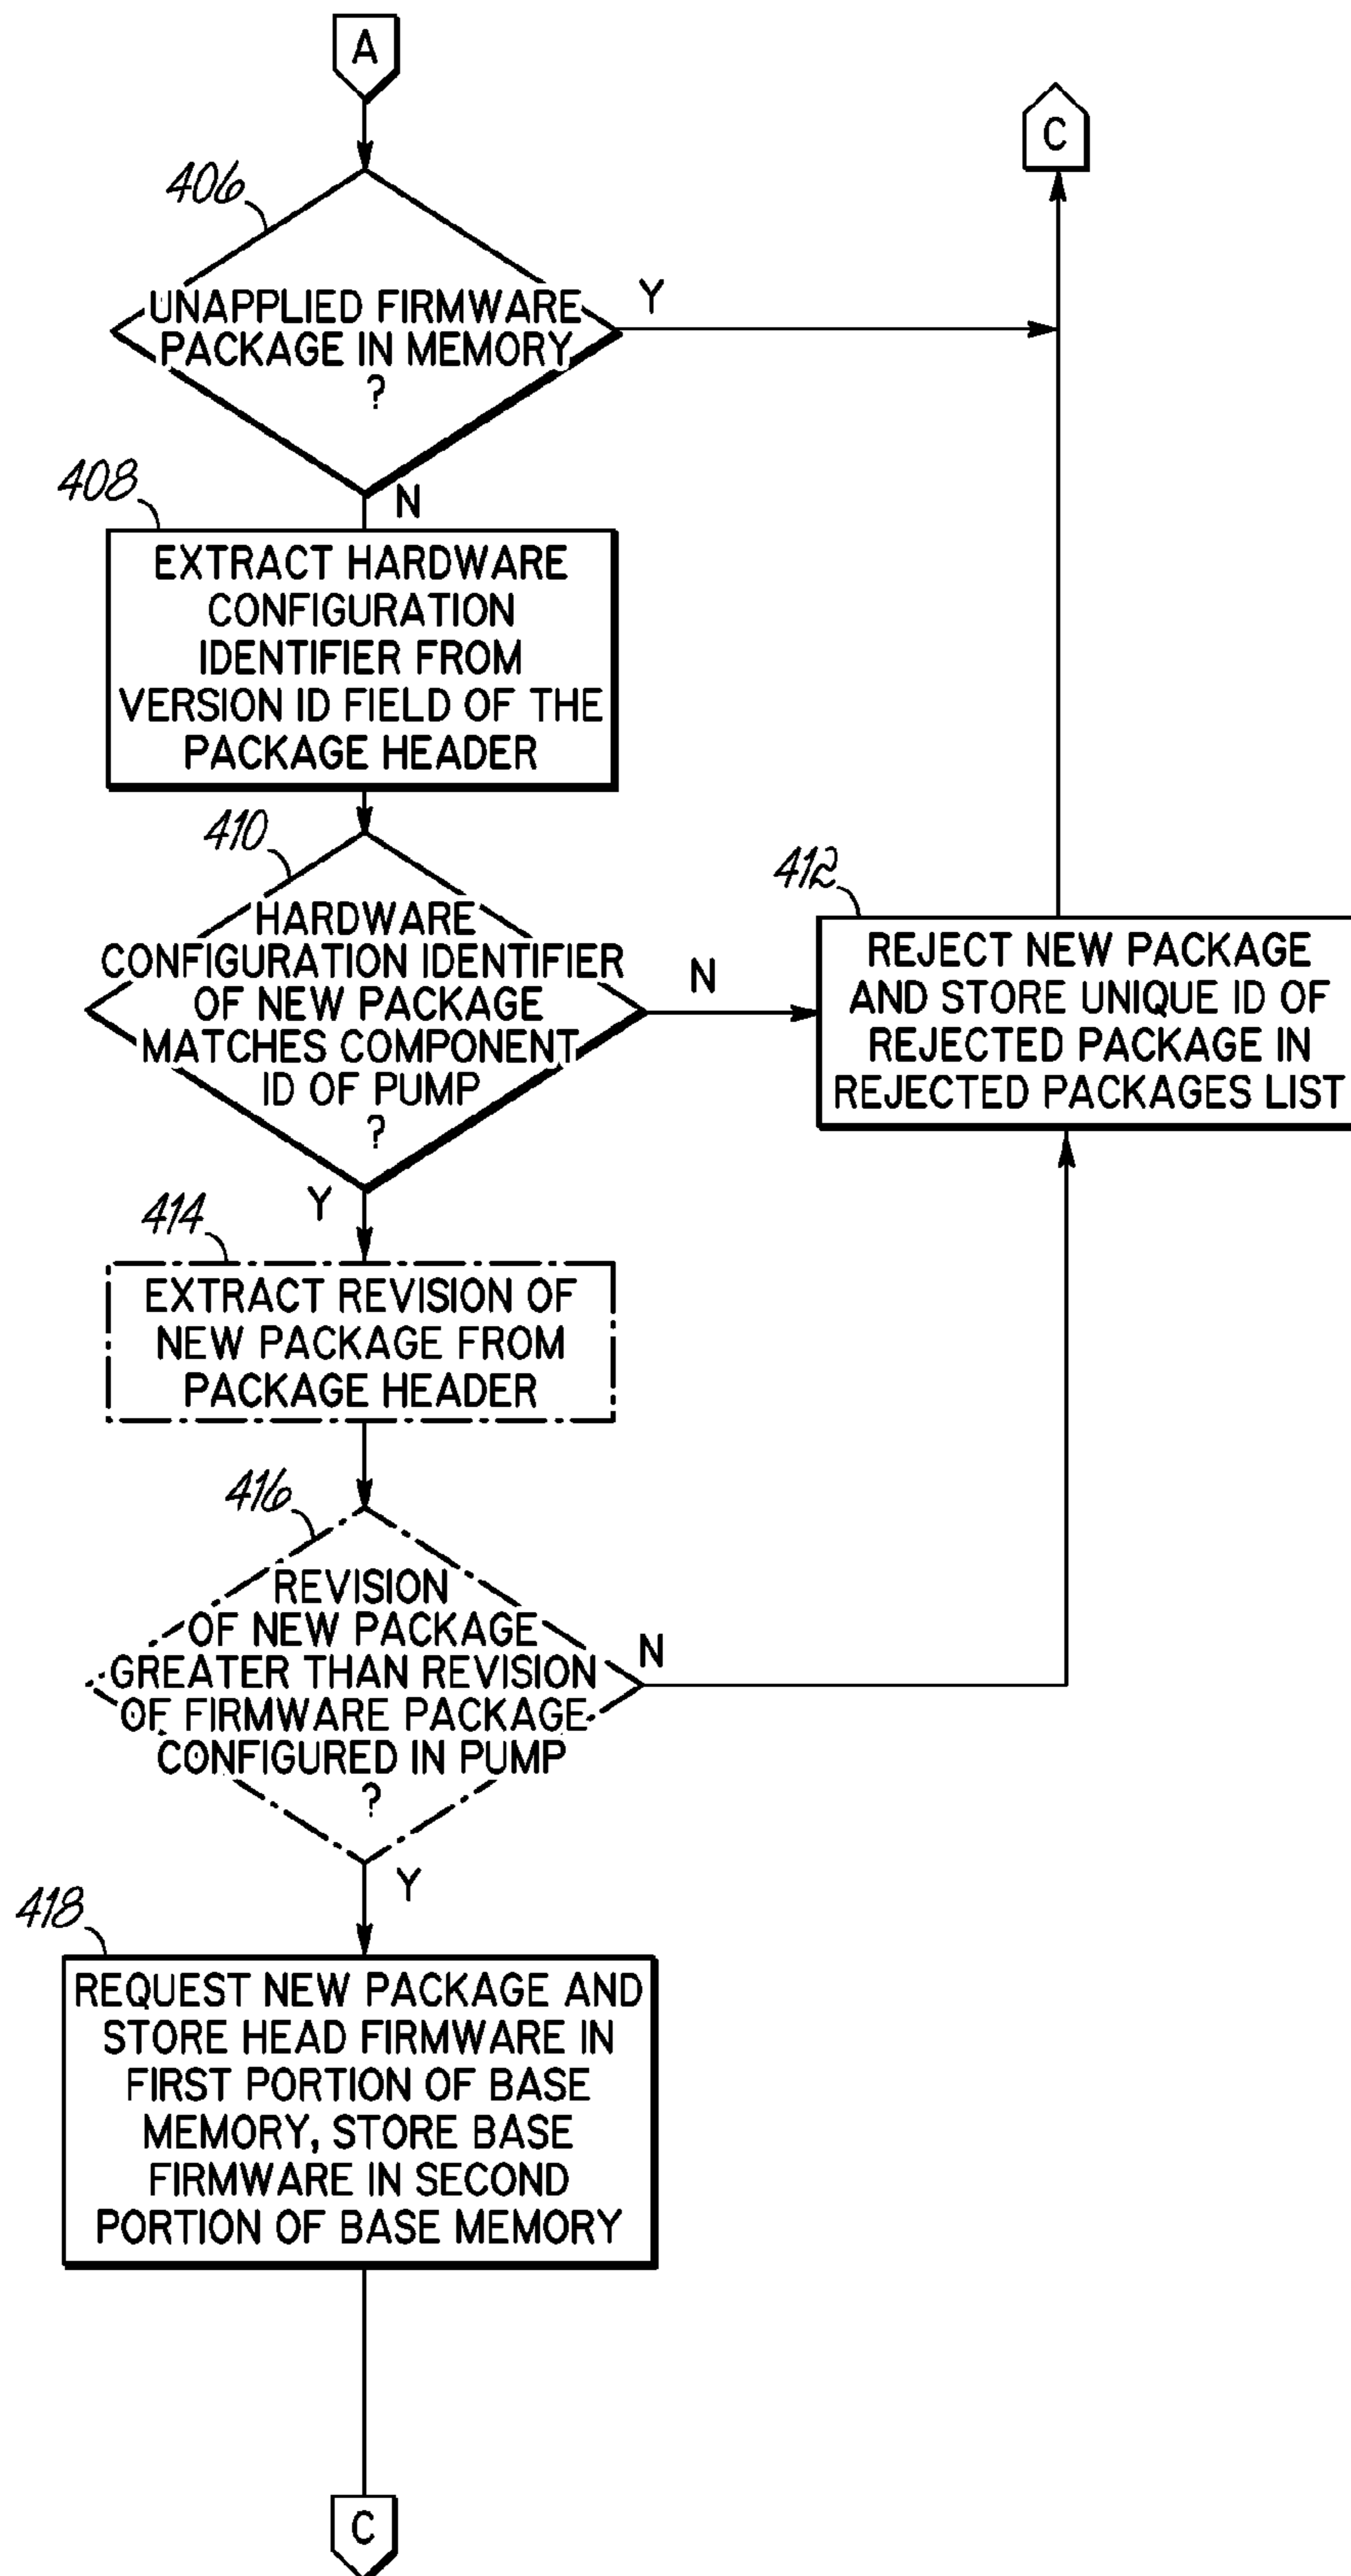 A
C
406
UNAPPLIED FIRMWARE
PACKAGE IN MEMORY
?
Y
N
408
EXTRACT HARDWARE
CONFIGURATION
IDENTIFIER FROM
VERSION ID FIELD OF THE
PACKAGE HEADER
410
HARDWARE
CONFIGURATION IDENTIFIER
OF NEW PACKAGE
MATCHES COMPONENT
ID OF PUMP
?
N
Y
412
REJECT NEW PACKAGE
AND STORE UNIQUE ID OF
REJECTED PACKAGE IN
REJECTED PACKAGES LIST
414
EXTRACT REVISION OF
NEW PACKAGE FROM
PACKAGE HEADER
416
REVISION
OF NEW PACKAGE
GREATER THAN REVISION
OF FIRMWARE PACKAGE
CONFIGURED IN PUMP
?
N
Y
418
REQUEST NEW PACKAGE AND
STORE HEAD FIRMWARE IN
FIRST PORTION OF BASE
MEMORY, STORE BASE
FIRMWARE IN SECOND
PORTION OF BASE MEMORY
C